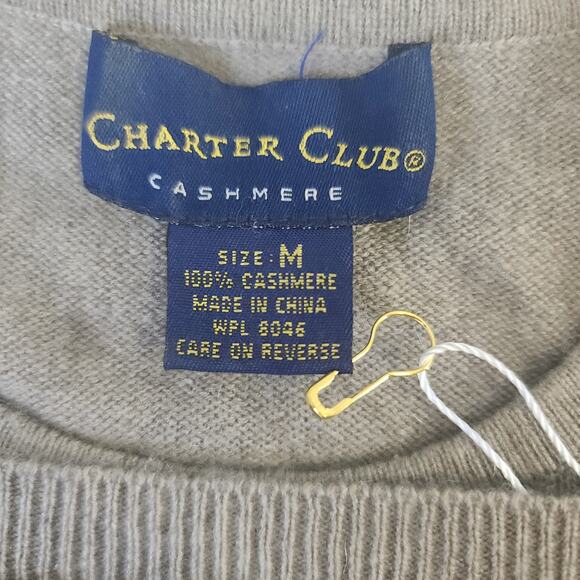 CHARTER CLUB®
CASHMERE
SIZE: M
100% CASHMERE
MADE IN CHINA
WPL 8046
CARE ON REVERSE